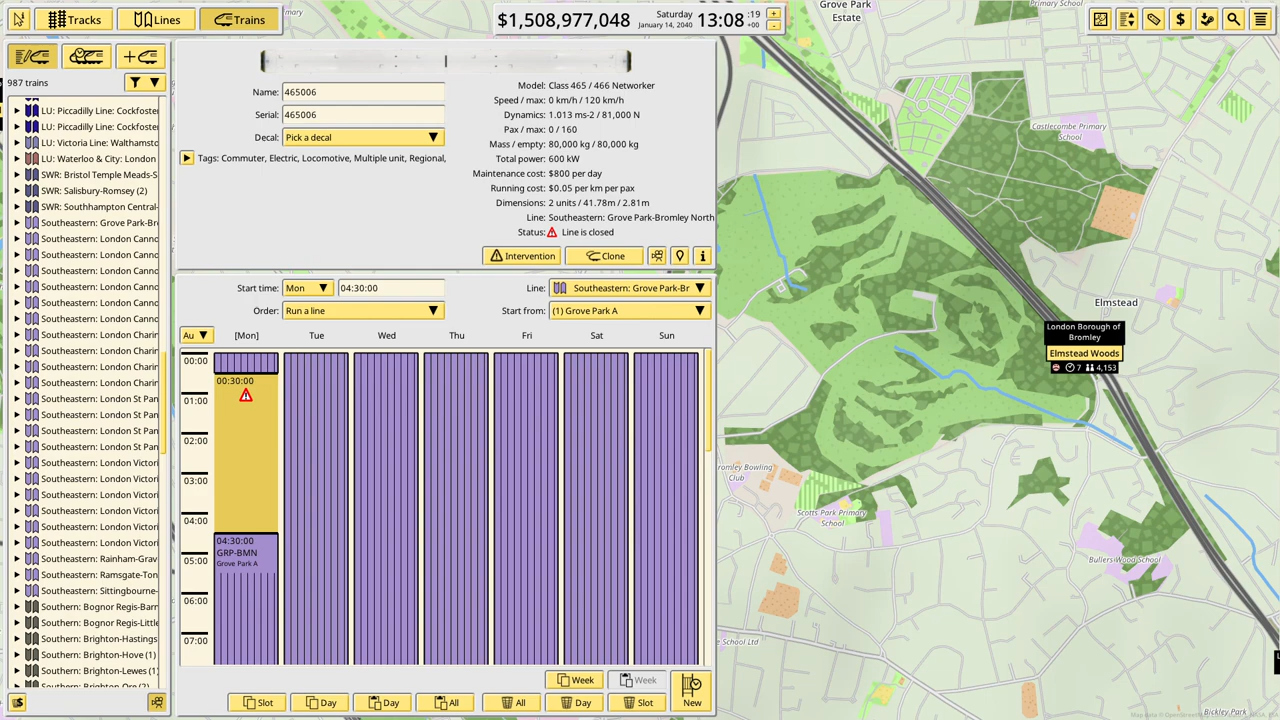 Tracks
Lines
Trains
$1,508,977,048
Saturday
January 14, 2040
13:08 :19
+00
+
-
$
987 trains
LU: Piccadilly Line: Cockfoste
LU: Piccadilly Line: Cockfoste
LU: Victoria Line: Walthamsto
LU: Waterloo & City: London
SWR: Bristol Temple Meads-S
SWR: Salisbury-Romsey (2)
SWR: Southhampton Central-
Southeastern: Grove Park-Br
Southeastern: London Canno
Southeastern: London Canno
Southeastern: London Canno
Southeastern: London Canno
Southeastern: London Canno
Southeastern: London Canno
Southeastern: London Charin
Southeastern: London Charin
Southeastern: London Charin
Southeastern: London Charin
Southeastern: London St Pan
Southeastern: London St Pan
Southeastern: London St Pan
Southeastern: London St Pan
Southeastern: London Victori
Southeastern: London Victori
Southeastern: London Victori
Southeastern: London Victori
Southeastern: London Victori
Southeastern: London Victori
Southeastern: Rainham-Grav
Southeastern: Ramsgate-Ton
Southeastern: Sittingbourne-
Southern: Bognor Regis-Barn
Southern: Bognor Regis-Little
Southern: Brighton-Hastings
Southern: Brighton-Hove (1)
Southern: Brighton-Lewes (1)
Southern: Brighton-Ore (2)
Name: 465006
Serial: 465006
Decal: Pick a decal
Tags: Commuter, Electric, Locomotive, Multiple unit, Regional,
Model: Class 465 / 466 Networker
Speed / max: 0 km/h / 120 km/h
Dynamics: 1.013 ms-2 / 81,000 N
Pax / max: 0 / 160
Mass / empty: 80,000 kg / 80,000 kg
Total power: 600 kW
Maintenance cost: $800 per day
Running cost: $0.05 per km per pax
Dimensions: 2 units / 41.78m / 2.81m
Line: Southeastern: Grove Park-Bromley North
Status: Line is closed
Intervention
Clone
Start time: Mon 04:30:00
Line: Southeastern: Grove Park-Br
Order: Run a line
Start from: (1) Grove Park A
Au
[Mon] Tue Wed Thu Fri Sat Sun
00:00
01:00
02:00
03:00
04:00
05:00
06:00
07:00
00:30:00
04:30:00
GRP-BMN
Grove Park A
Week
Week
Slot
Day
Day
All
All
Day
Slot
New
Grove Park
Estate
Primary School
Castlecombe Primary
School
Elmstead
London Borough of
Bromley
Elmstead Woods
7 4,153
romley Bowling
Club
Scotts Park Primary
School
Bullers Wood School
e School Ltd
Bickley Park